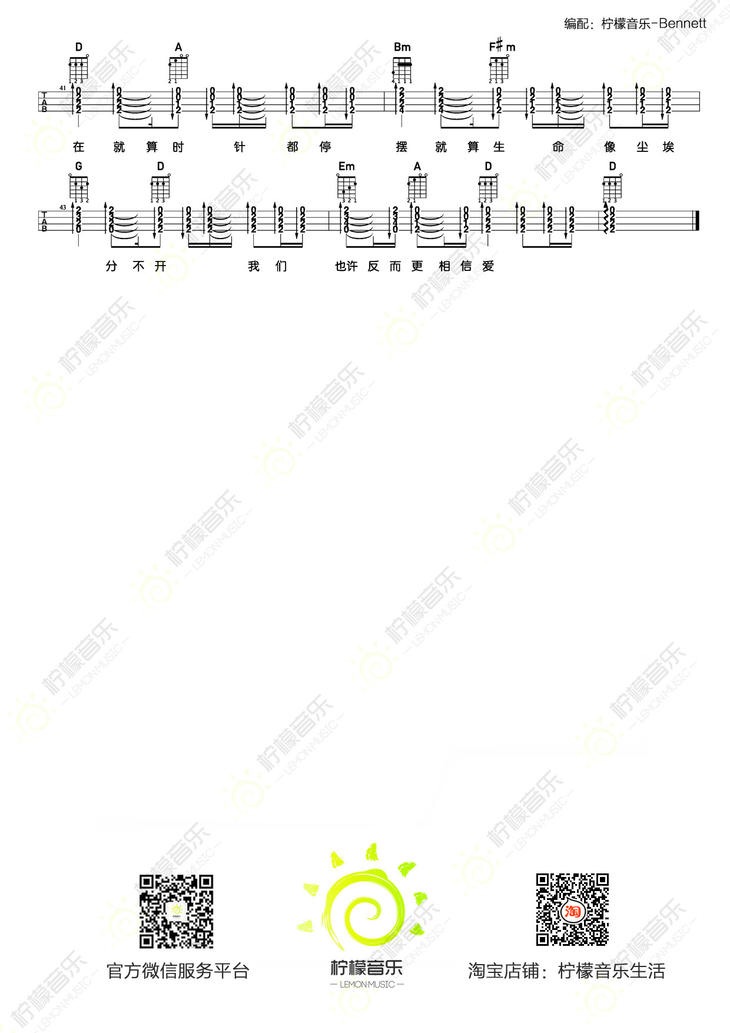 编配：柠檬音乐-Bennett
D A Bm F#m
41
T A B
在 就 算 时 针 都 停 摆 就 算 生 命 像 尘 埃
G D Em A D D
43
T A B
分 不 开 我 们 也许 反 而 更 相 信 爱
官方微信服务平台
柠檬音乐
—LEMON MUSIC—
淘
淘宝店铺：柠檬音乐生活